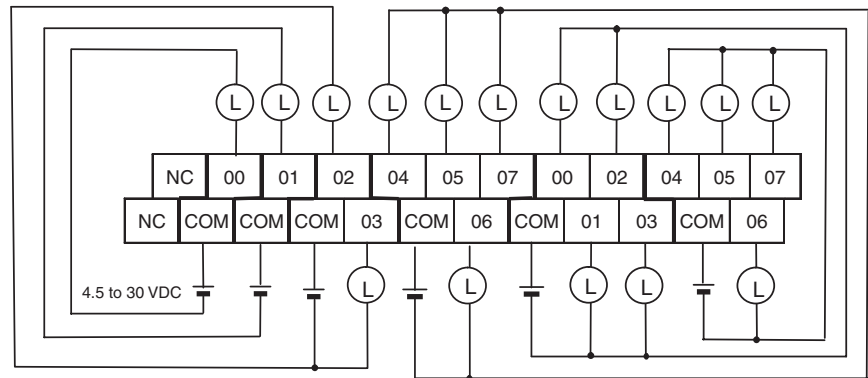 L L L L L L L L L L L
NC 00 01 02 04 05 07 00 02 04 05 07
NC COM COM COM 03 COM 06 COM 01 03 COM 06
4.5 to 30 VDC L L L L L